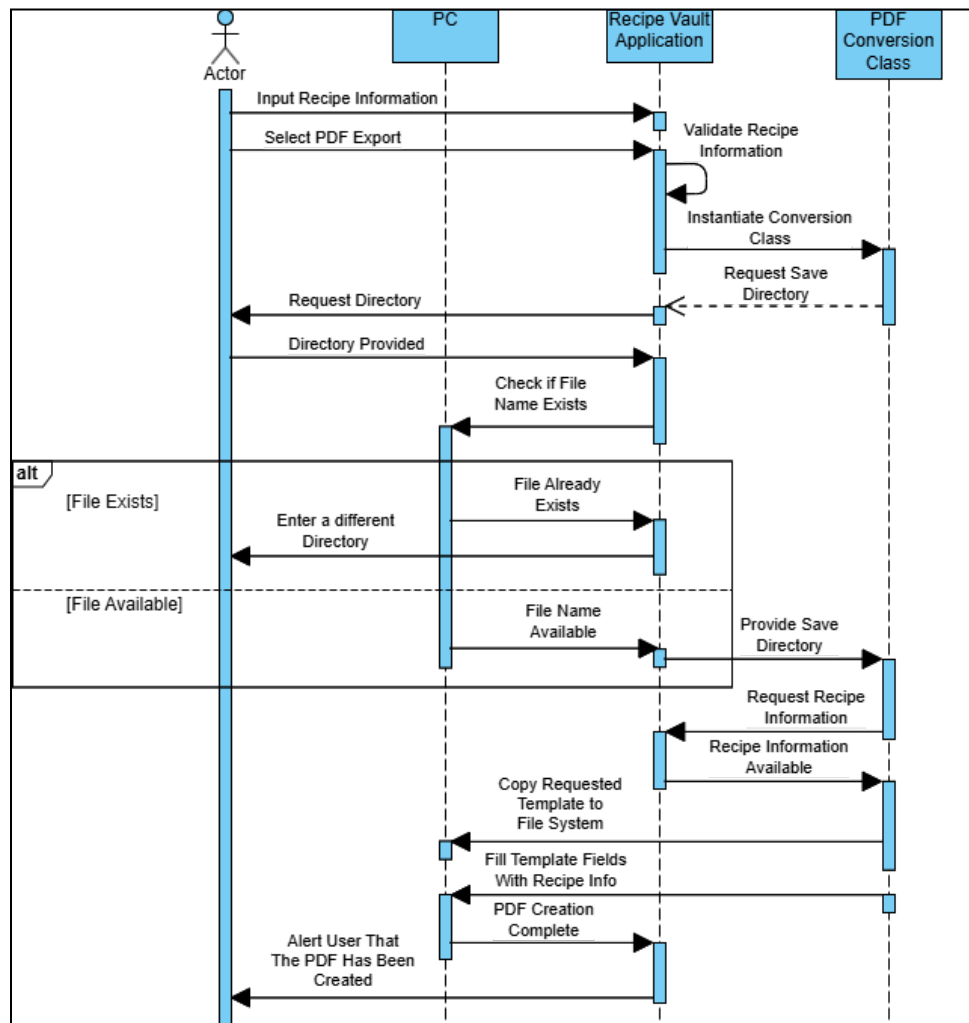 Actor
PC
Recipe Vault
Application
PDF
Conversion
Class
Input Recipe Information
Select PDF Export
Validate Recipe
Information
Instantiate Conversion
Class
Request Save
Directory
Request Directory
Directory Provided
Check if File
Name Exists
alt
[File Exists]
File Already
Exists
Enter a different
Directory
[File Available]
File Name
Available
Provide Save
Directory
Request Recipe
Information
Recipe Information
Available
Copy Requested
Template to
File System
Fill Template Fields
With Recipe Info
PDF Creation
Complete
Alert User That
The PDF Has Been
Created